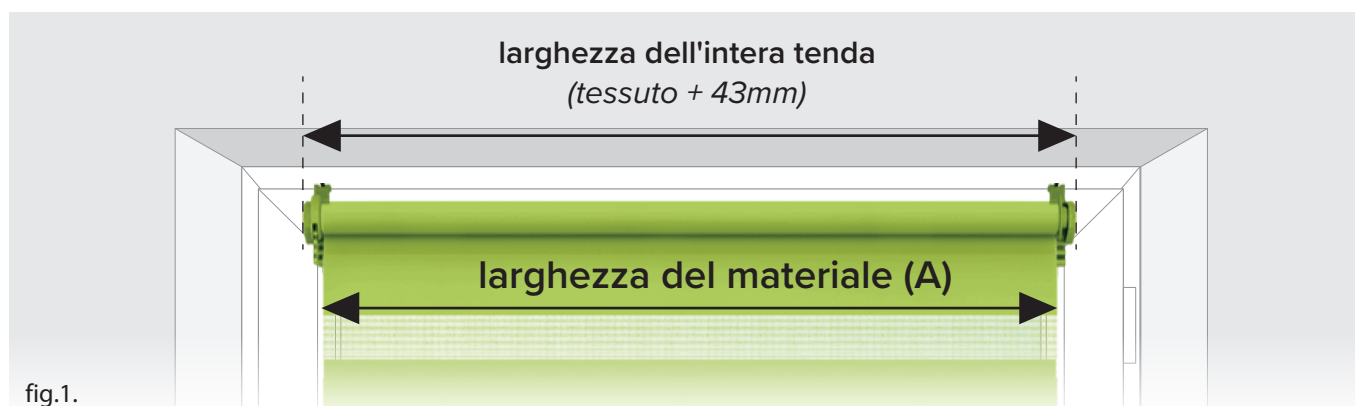 larghezza dell'intera tenda
(tessuto + 43mm)
larghezza del materiale (A)
fig.1.